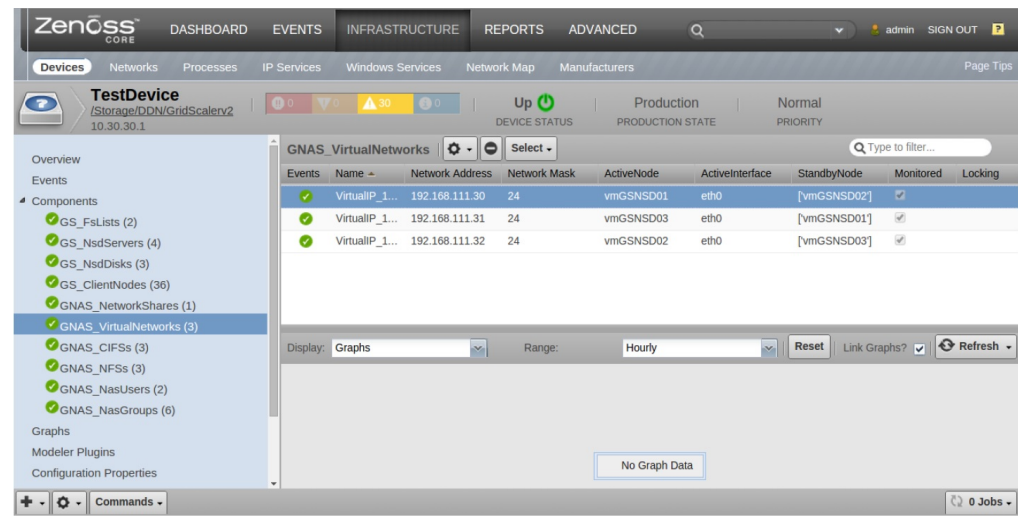 Zenoss CORE DASHBOARD EVENTS INFRASTRUCTURE REPORTS ADVANCED admin SIGN OUT ?
Devices Networks Processes IP Services Windows Services Network Map Manufacturers Page Tips
TestDevice
/Storage/DDN/GridScalerv2
10.30.30.1
0 0 30 0
Up
DEVICE STATUS
Production
PRODUCTION STATE
Normal
PRIORITY
Overview
Events
Components
GS_FsLists (2)
GS_NsdServers (4)
GS_NsdDisks (3)
GS_ClientNodes (36)
GNAS_NetworkShares (1)
GNAS_VirtualNetworks (3)
GNAS_CIFSs (3)
GNAS_NFSs (3)
GNAS_NasUsers (2)
GNAS_NasGroups (6)
Graphs
Modeler Plugins
Configuration Properties
GNAS_VirtualNetworks Select Type to filter...
Events Name Network Address Network Mask ActiveNode ActiveInterface StandbyNode Monitored Locking
VirtualIP_1... 192.168.111.30 24 vmGSNSD01 eth0 ['vmGSNSD02']
VirtualIP_1... 192.168.111.31 24 vmGSNSD03 eth0 ['vmGSNSD01']
VirtualIP_1... 192.168.111.32 24 vmGSNSD02 eth0 ['vmGSNSD03']
Display: Graphs Range: Hourly Reset Link Graphs? Refresh
No Graph Data
Commands 0 Jobs